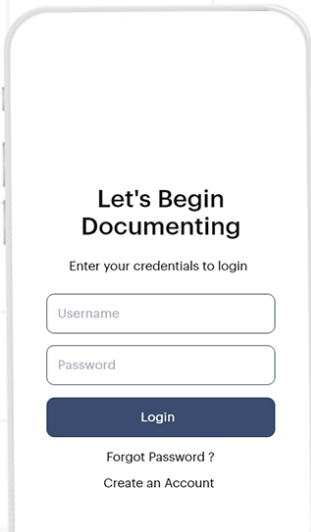 Let's Begin
Documenting
Enter your credentials to login
Username
Password
Login
Forgot Password ?
Create an Account